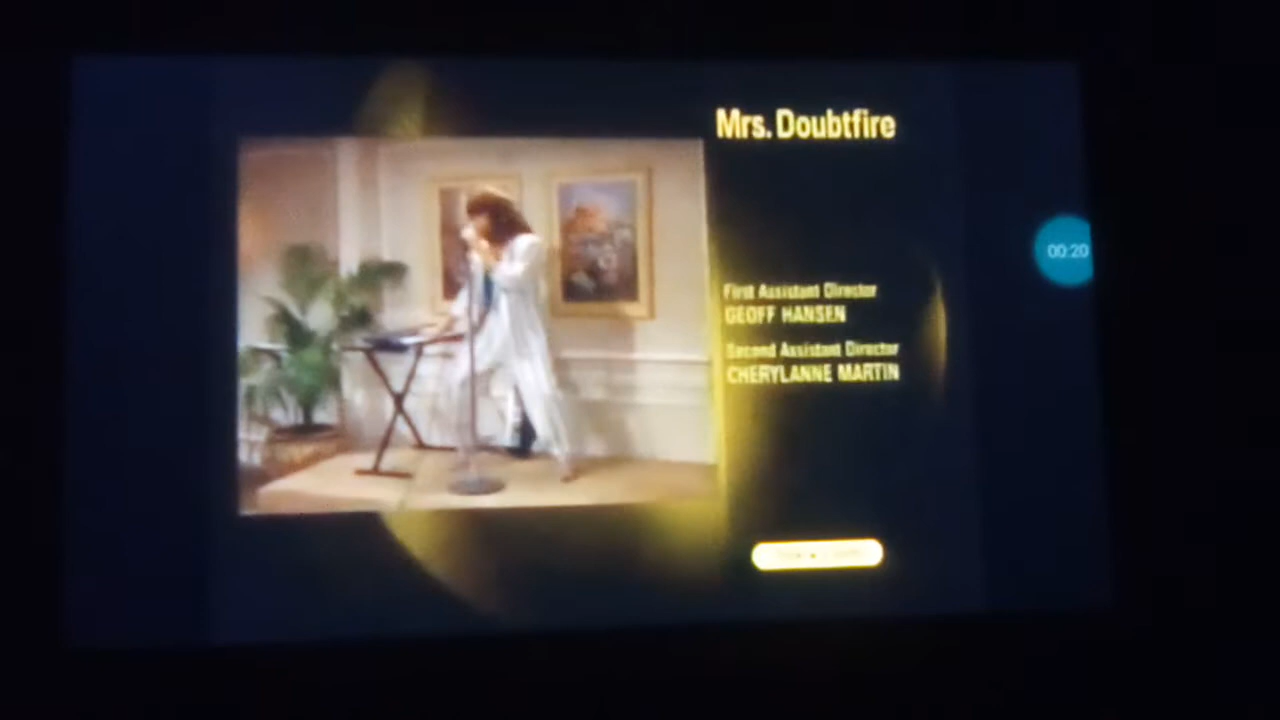 Mrs. Doubtfire
00:20
First Assistant Director
GEOFF HANSEN
Second Assistant Director
CHERYLANNE MARTIN